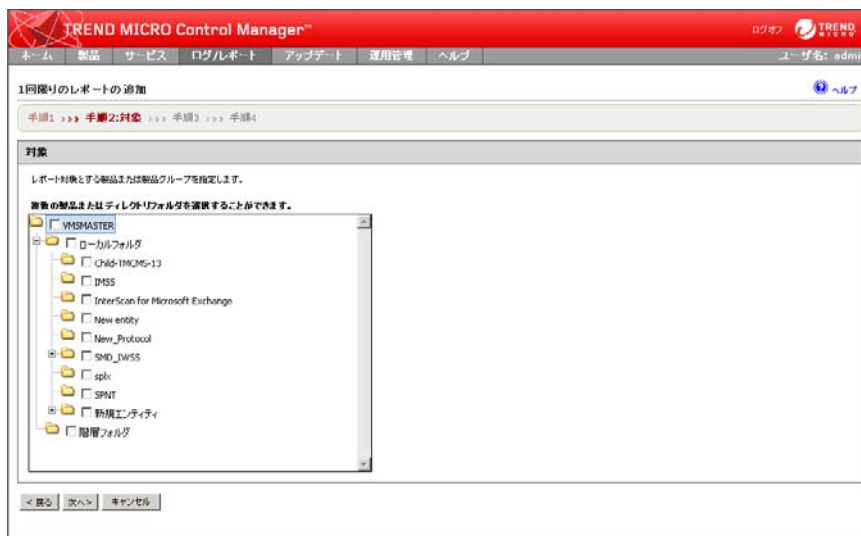 TREND MICRO Control Manager™
ログオフ
TREND MICRO
ホーム 製品 サービス ログ/レポート アップデート 運用管理 ヘルプ
ユーザ名: admi
1回限りのレポートの追加
ヘルプ
手順1 >>> 手順2:対象 >>> 手順3 >>> 手順4
対象
レポート対象とする製品または製品グループを指定します。
複数の製品またはディレクトリフォルダを選択することができます。
VMSMASTER
ローカルフォルダ
Child-TMCM5-13
IMSS
InterScan for Microsoft Exchange
New entity
New_Protocol
SMD_IWSS
splx
SPNT
新規エンティティ
階層フォルダ
< 戻る 次へ> キャンセル